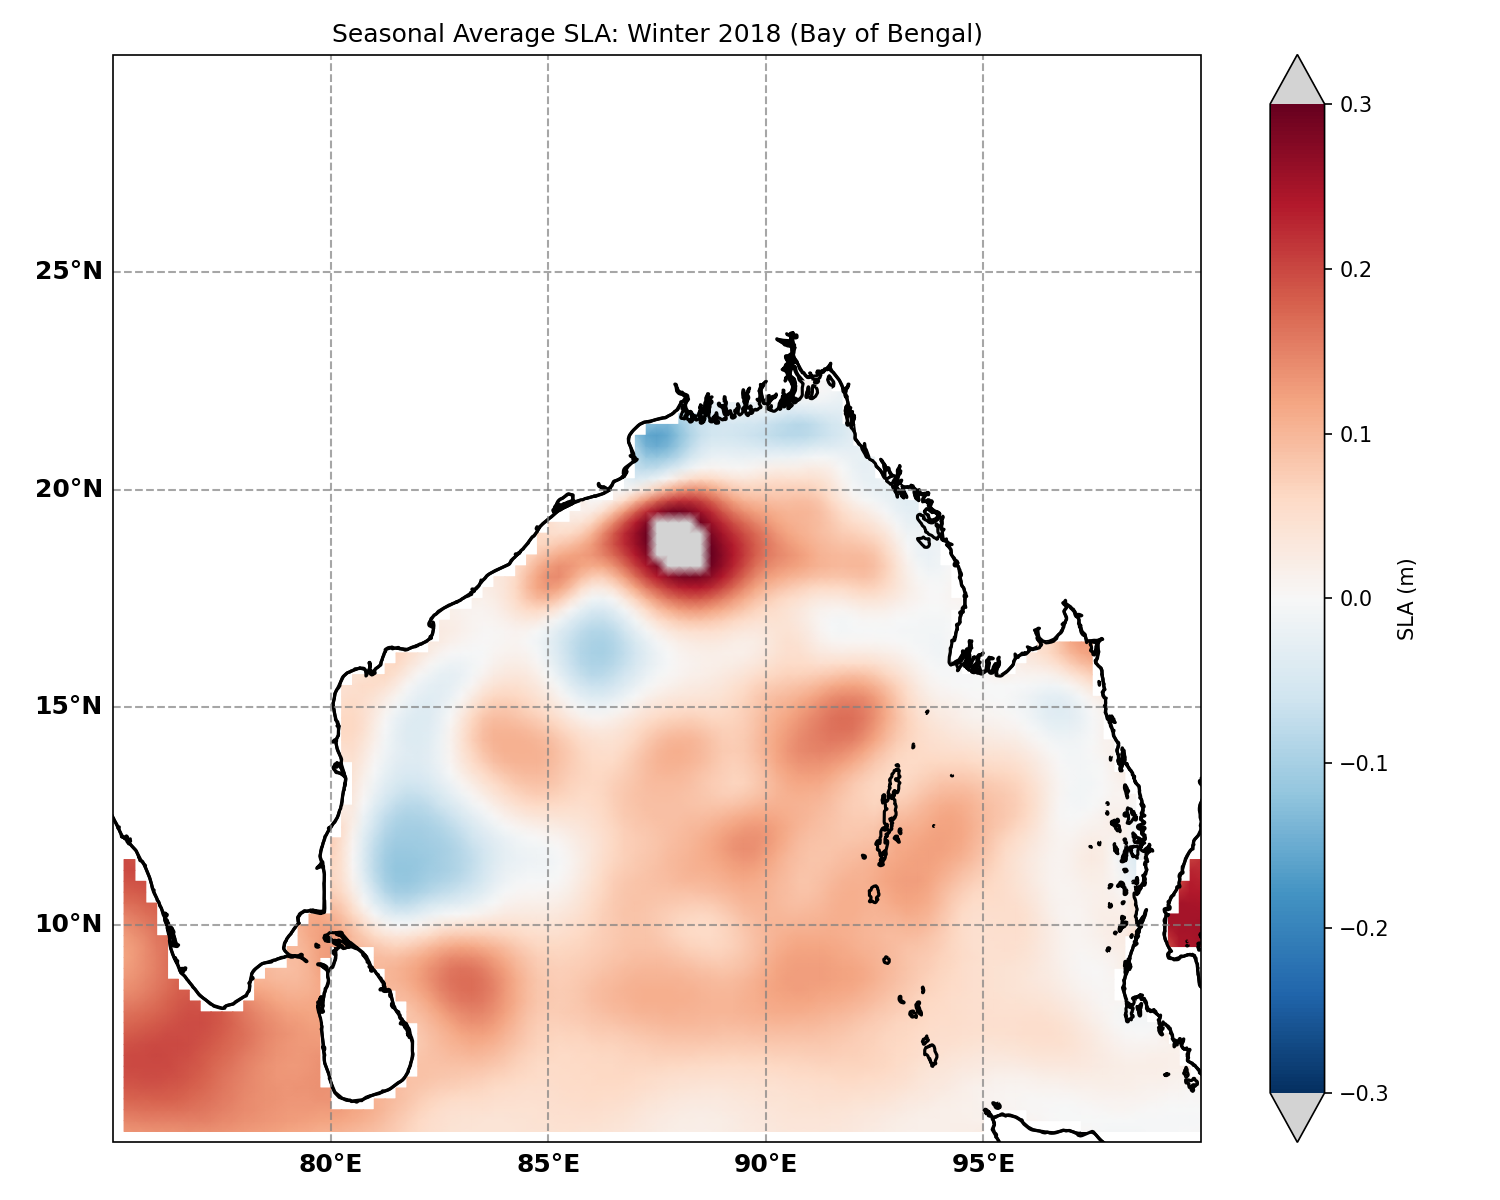 Seasonal Average SLA: Winter 2018 (Bay of Bengal)
25°N
20°N
15°N
10°N
80°E
85°E
90°E
95°E
0.3
0.2
0.1
0.0
−0.1
−0.2
−0.3
SLA (m)